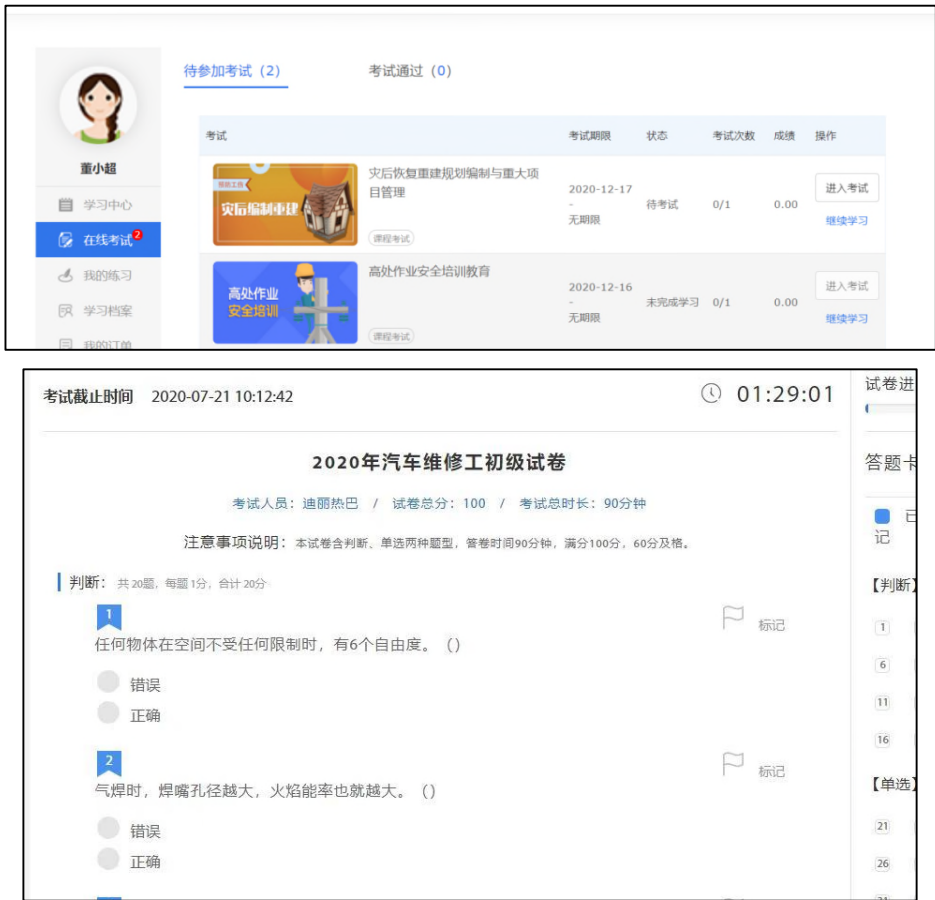 待参加考试（2）
考试通过（0）
考试
考试期限
状态
考试次数
成绩
操作
董小超
学习中心
在线考试
2
我的练习
学习档案
我的订单
灾后编制重建
灾后恢复重建规划编制与重大项
目管理
课程考试
2020-12-17
-
无期限
待考试
0/1
0.00
进入考试
继续学习
高处作业
安全培训
高处作业安全培训教育
课程考试
2020-12-16
-
无期限
未完成学习
0/1
0.00
进入考试
继续学习
考试截止时间 2020-07-21 10:12:42
01:29:01
2020年汽车维修工初级试卷
考试人员：迪丽热巴 / 试卷总分：100 / 考试总时长：90分钟
注意事项说明：本试卷含判断、单选两种题型，答卷时间90分钟，满分100分，60分及格。
判断：共20题，每题1分，合计20分
1
标记
任何物体在空间不受任何限制时，有6个自由度。（）
错误
正确
2
标记
气焊时，焊嘴孔径越大，火焰能率也就越大。（）
错误
正确
试卷进
答题卡
记
【判断】
1
6
11
16
【单选】
21
26